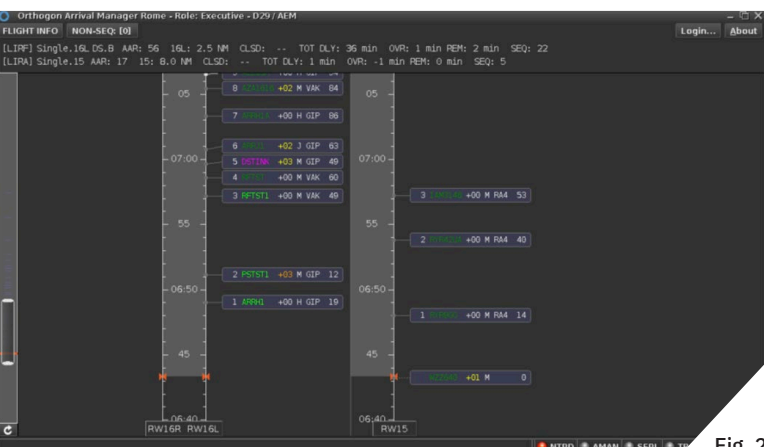 Orthogon Arrival Manager Rome - Role: Executive - D29 / AEM
FLIGHT INFO NON-SEQ: [0] Login... About
[LIRF] Single.16L DS.8 AAR: 56 16L: 2.5 NM CLSD: -- TOT DLY: 36 min OVR: 1 min REM: 2 min SEQ: 22
[LIRA] Single.15 AAR: 17 15: 8.0 NM CLSD: -- TOT DLY: 1 min OVR: -1 min REM: 0 min SEQ: 5
05 8 +02 M VAK 84 05
7 +00 H GIP 86
6 +02 J GIP 63
07:00 5 DSTINK +03 M GIP 49 07:00
4 +00 M VAK 60
3 RFTST1 +00 M VAK 49 3 +00 M RA4 53
55 55
2 +00 M RA4 40
2 PSTST1 +03 M GIP 12
06:50 06:50
1 ARRH1 +00 H GIP 19
1 +00 M RA4 14
45 45
+01 M 0
06:40 06:40
RW16R RW16L RW15
NTPD AMAN SFPL
Fig. 2